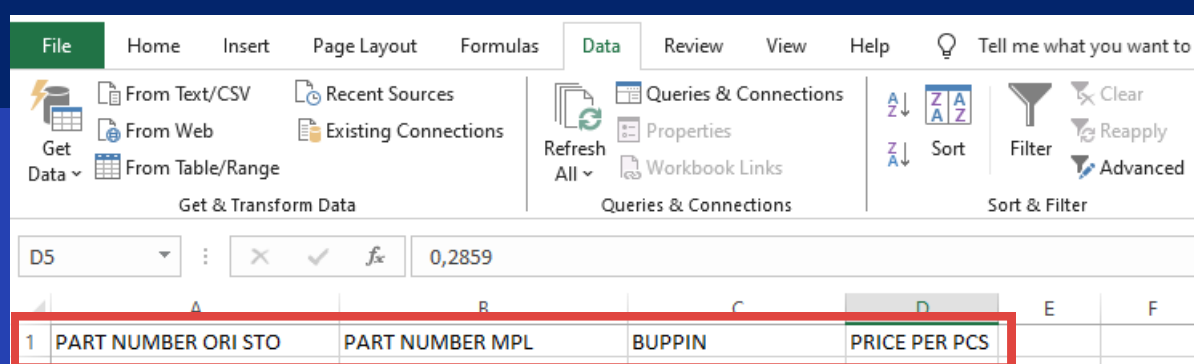 File Home Insert Page Layout Formulas Data Review View Help Tell me what you want to
From Text/CSV Recent Sources Queries & Connections Clear
From Web Existing Connections Properties Reapply
Get Data From Table/Range Refresh All Workbook Links Sort Filter Advanced
Get & Transform Data Queries & Connections Sort & Filter
D5 fx 0,2859
A B C D E F
1 PART NUMBER ORI STO PART NUMBER MPL BUPPIN PRICE PER PCS